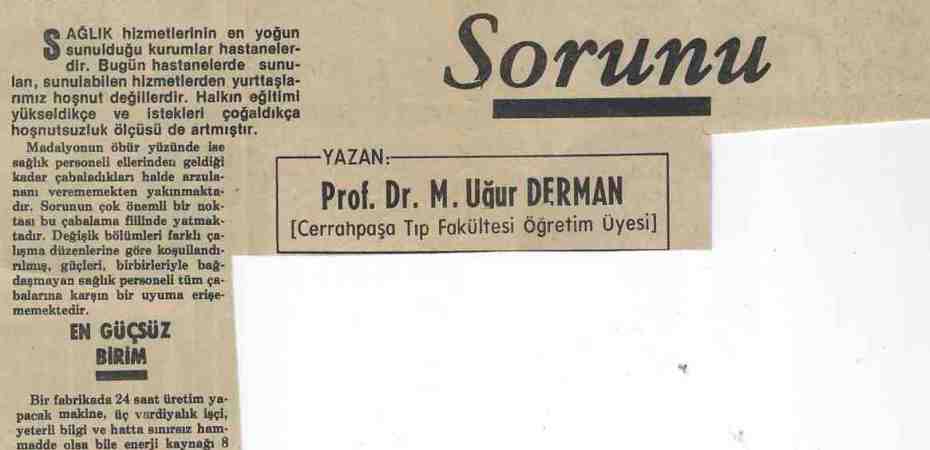 Sorunu
YAZAN:
Prof. Dr. M. Uğur DERMAN
[Cerrahpaşa Tıp Fakültesi Öğretim Üyesi]
SAĞLIK hizmetlerinin en yoğun
sunulduğu kurumlar hastaneler-
dir. Bugün hastanelerde sunu-
lan, sunulabilen hizmetlerden yurttaşla-
rımız hoşnut değillerdir. Halkın eğitimi
yükseldikçe ve istekleri çoğaldıkça
hoşnutsuzluk ölçüsü de artmıştır.
Madalyonun öbür yüzünde ise
sağlık personeli ellerinden geldiği
kadar çabaladıkları halde arzula-
nanı verememekten yakınmakta-
dır. Sorunun çok önemli bir nok-
tası bu çabalama fiilinde yatmak-
tadır. Değişik bölümleri farklı ça-
lışma düzenlerine göre koşullandı-
rılmış, güçleri, birbirleriyle bağ-
daşmayan sağlık personeli tüm ça-
balarına karşın bir uyuma erişe-
memektedir.
EN GÜÇSÜZ
BİRİM
Bir fabrikada 24 saat üretim ya-
pacak makine, üç vardiyalık işçi,
yeterli bilgi ve hatta sınırsız ham-
madde olsa bile enerji kaynağı 8